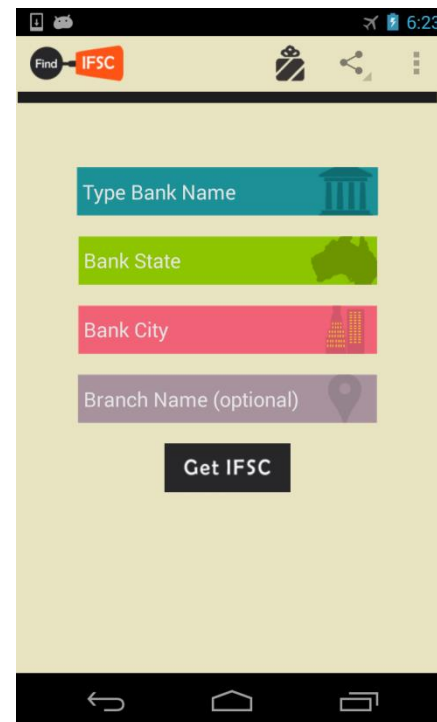 6:23
Find IFSC
Type Bank Name
Bank State
Bank City
Branch Name (optional)
Get IFSC